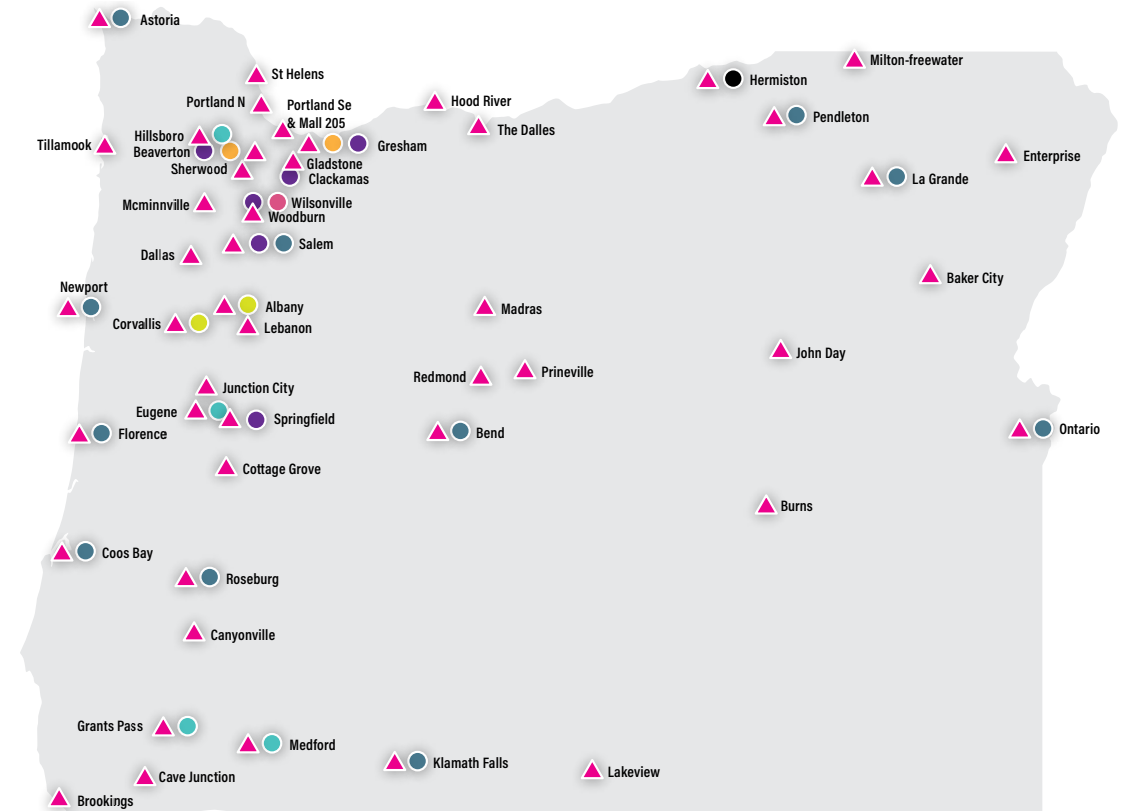 Astoria
St Helens
Milton-freewater
Hermiston
Portland N
Portland Se
& Mall 205
Hood River
Pendleton
The Dalles
Hillsboro
Tillamook
Beaverton
Gresham
Enterprise
Gladstone
Sherwood
Clackamas
La Grande
Mcminnville
Wilsonville
Woodburn
Salem
Dallas
Baker City
Newport
Albany
Madras
Corvallis
Lebanon
John Day
Redmond
Prineville
Junction City
Eugene
Springfield
Florence
Bend
Ontario
Cottage Grove
Burns
Coos Bay
Roseburg
Canyonville
Grants Pass
Medford
Klamath Falls
Lakeview
Cave Junction
Brookings